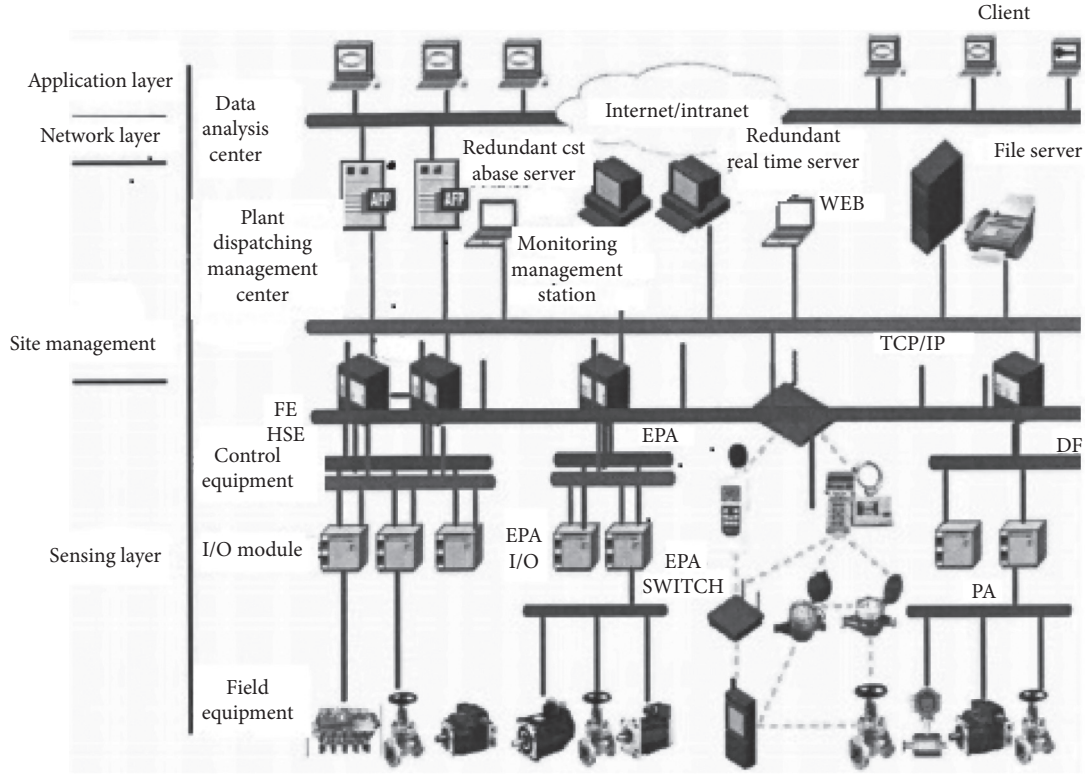 Client
Application layer
Network layer
Data
analysis
center
Internet/intranet
Redundant cst
abase server
Redundant
real time server
File server
AFP
AFP
WEB
Plant
dispatching
management
center
Monitoring
management
station
Site management
TCP/IP
FE
HSE
EPA
DF
Control
equipment
Sensing layer
I/O module
EPA
I/O
EPA
SWITCH
PA
Field
equipment